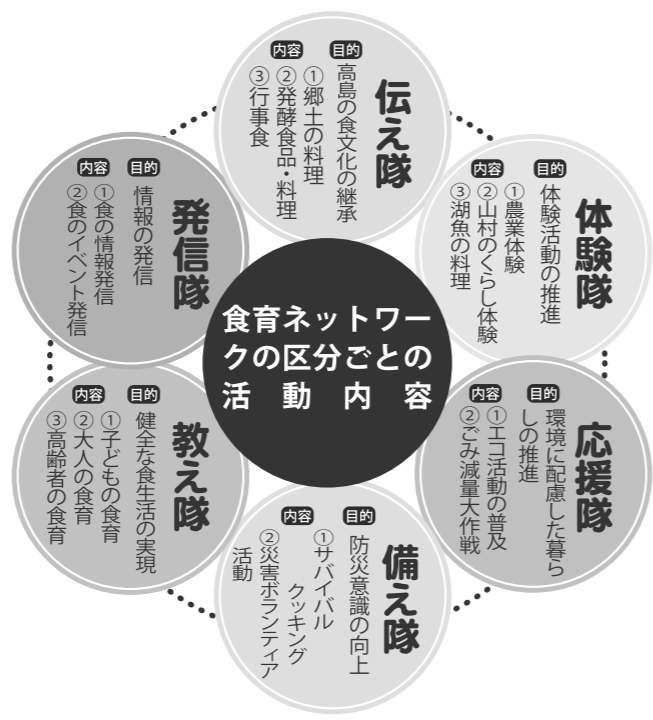 食育ネットワー
クの区分ごとの
活動内容
伝え隊
目的
高島の食文化の継承
内容
①郷土の料理
②発酵食品・料理
③行事食
体験隊
目的
体験活動の推進
内容
①農業体験
②山村のくらし体験
③湖魚の料理
応援隊
目的
環境に配慮した暮ら
しの推進
内容
①エコ活動の普及
②ごみ減量大作戦
備え隊
目的
防災意識の向上
内容
①サバイバル
クッキング
②災害ボランティア
活動
教え隊
目的
健全な食生活の実現
内容
①子どもの食育
②大人の食育
③高齢者の食育
発信隊
目的
情報の発信
内容
①食の情報発信
②食のイベント発信